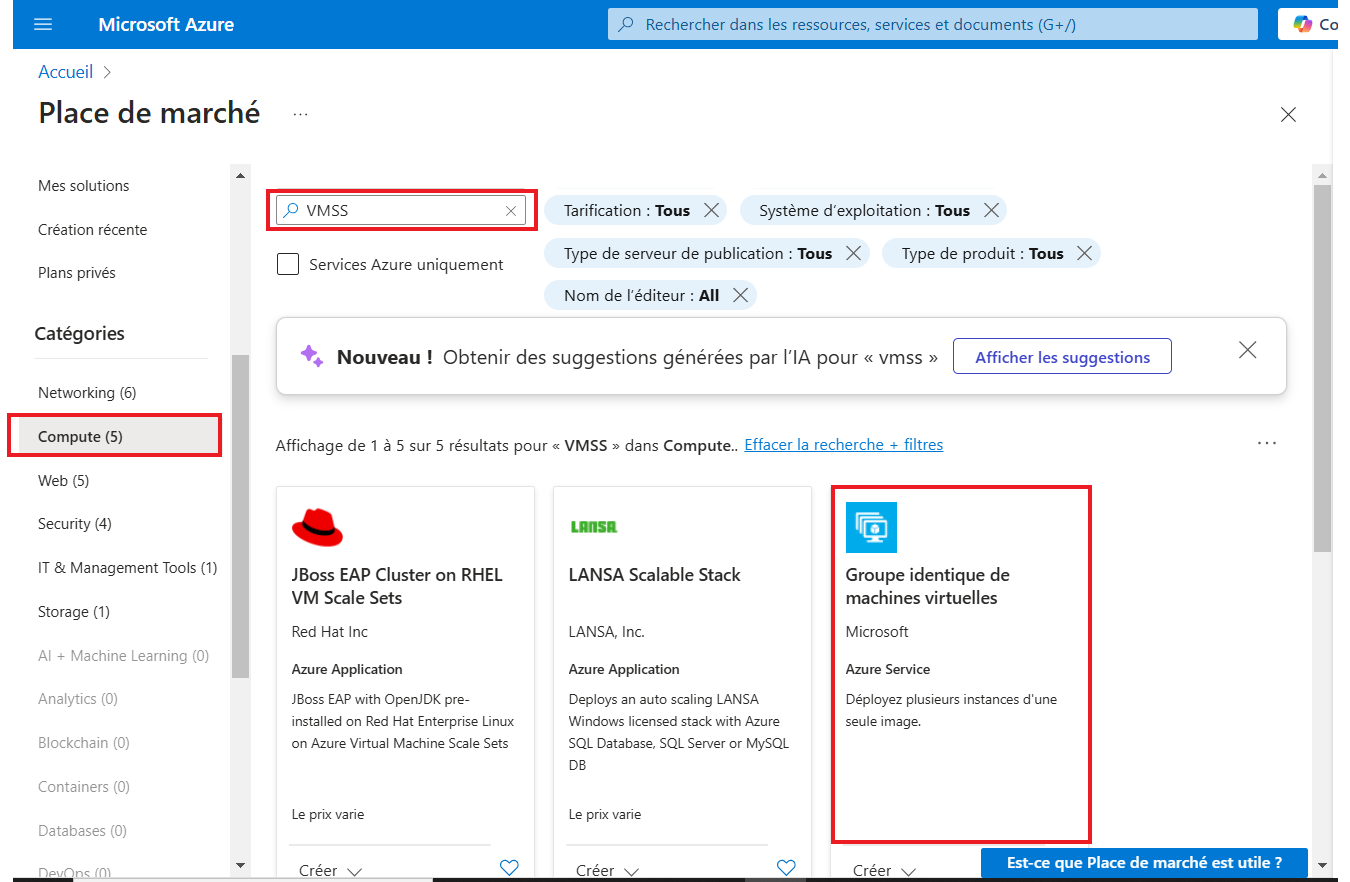 Microsoft Azure
Rechercher dans les ressources, services et documents (G+/)
Co
Accueil
Place de marché
...
Mes solutions
Création récente
Plans privés
Catégories
Networking (6)
Compute (5)
Web (5)
Security (4)
IT & Management Tools (1)
Storage (1)
AI + Machine Learning (0)
Analytics (0)
Blockchain (0)
Containers (0)
Databases (0)
DevOps (0)
VMSS
Tarification : Tous
Système d'exploitation : Tous
Services Azure uniquement
Type de serveur de publication : Tous
Type de produit : Tous
Nom de l'éditeur : All
Nouveau ! Obtenir des suggestions générées par l'IA pour « vmss »
Afficher les suggestions
Affichage de 1 à 5 sur 5 résultats pour « VMSS » dans Compute.. Effacer la recherche + filtres
...
JBoss EAP Cluster on RHEL
VM Scale Sets
Red Hat Inc
Azure Application
JBoss EAP with OpenJDK pre-
installed on Red Hat Enterprise Linux
on Azure Virtual Machine Scale Sets
Le prix varie
Créer
LANSA
LANSA Scalable Stack
LANSA, Inc.
Azure Application
Deploys an auto scaling LANSA
Windows licensed stack with Azure
SQL Database, SQL Server or MySQL
DB
Le prix varie
Créer
Groupe identique de
machines virtuelles
Microsoft
Azure Service
Déployez plusieurs instances d'une
seule image.
Créer
Est-ce que Place de marché est utile ?